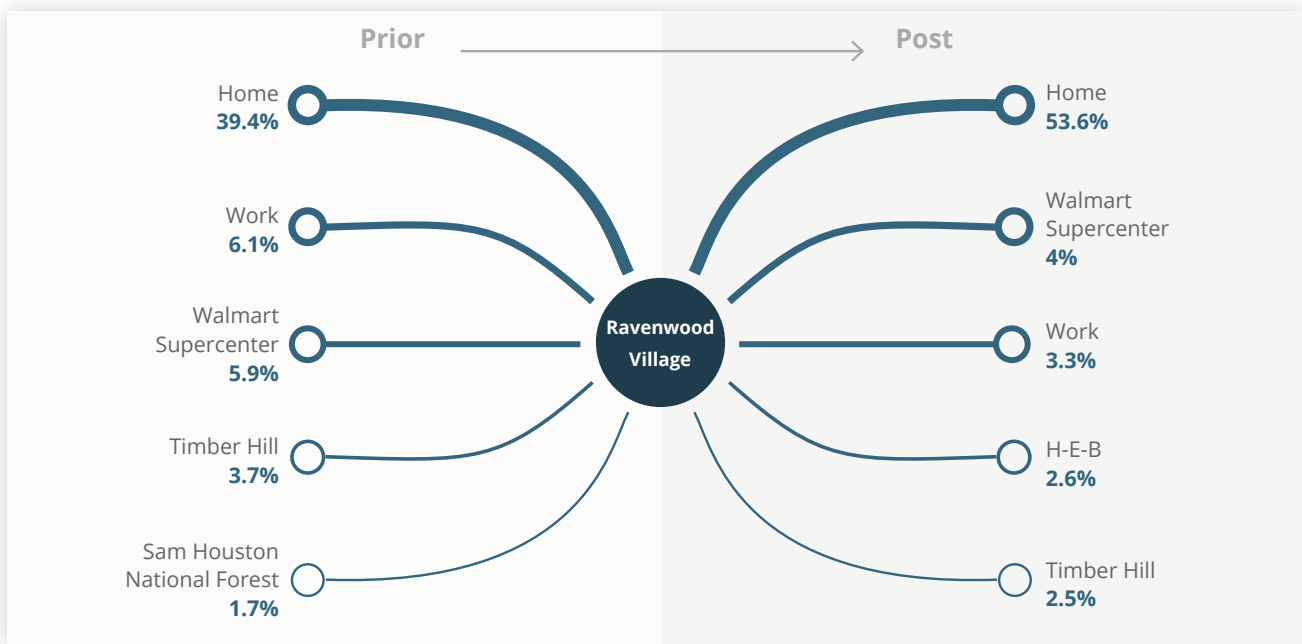 Prior
Post
Home
39.4%
Work
6.1%
Walmart
Supercenter
5.9%
Timber Hill
3.7%
Sam Houston
National Forest
1.7%
Ravenwood
Village
Home
53.6%
Walmart
Supercenter
4%
Work
3.3%
H-E-B
2.6%
Timber Hill
2.5%